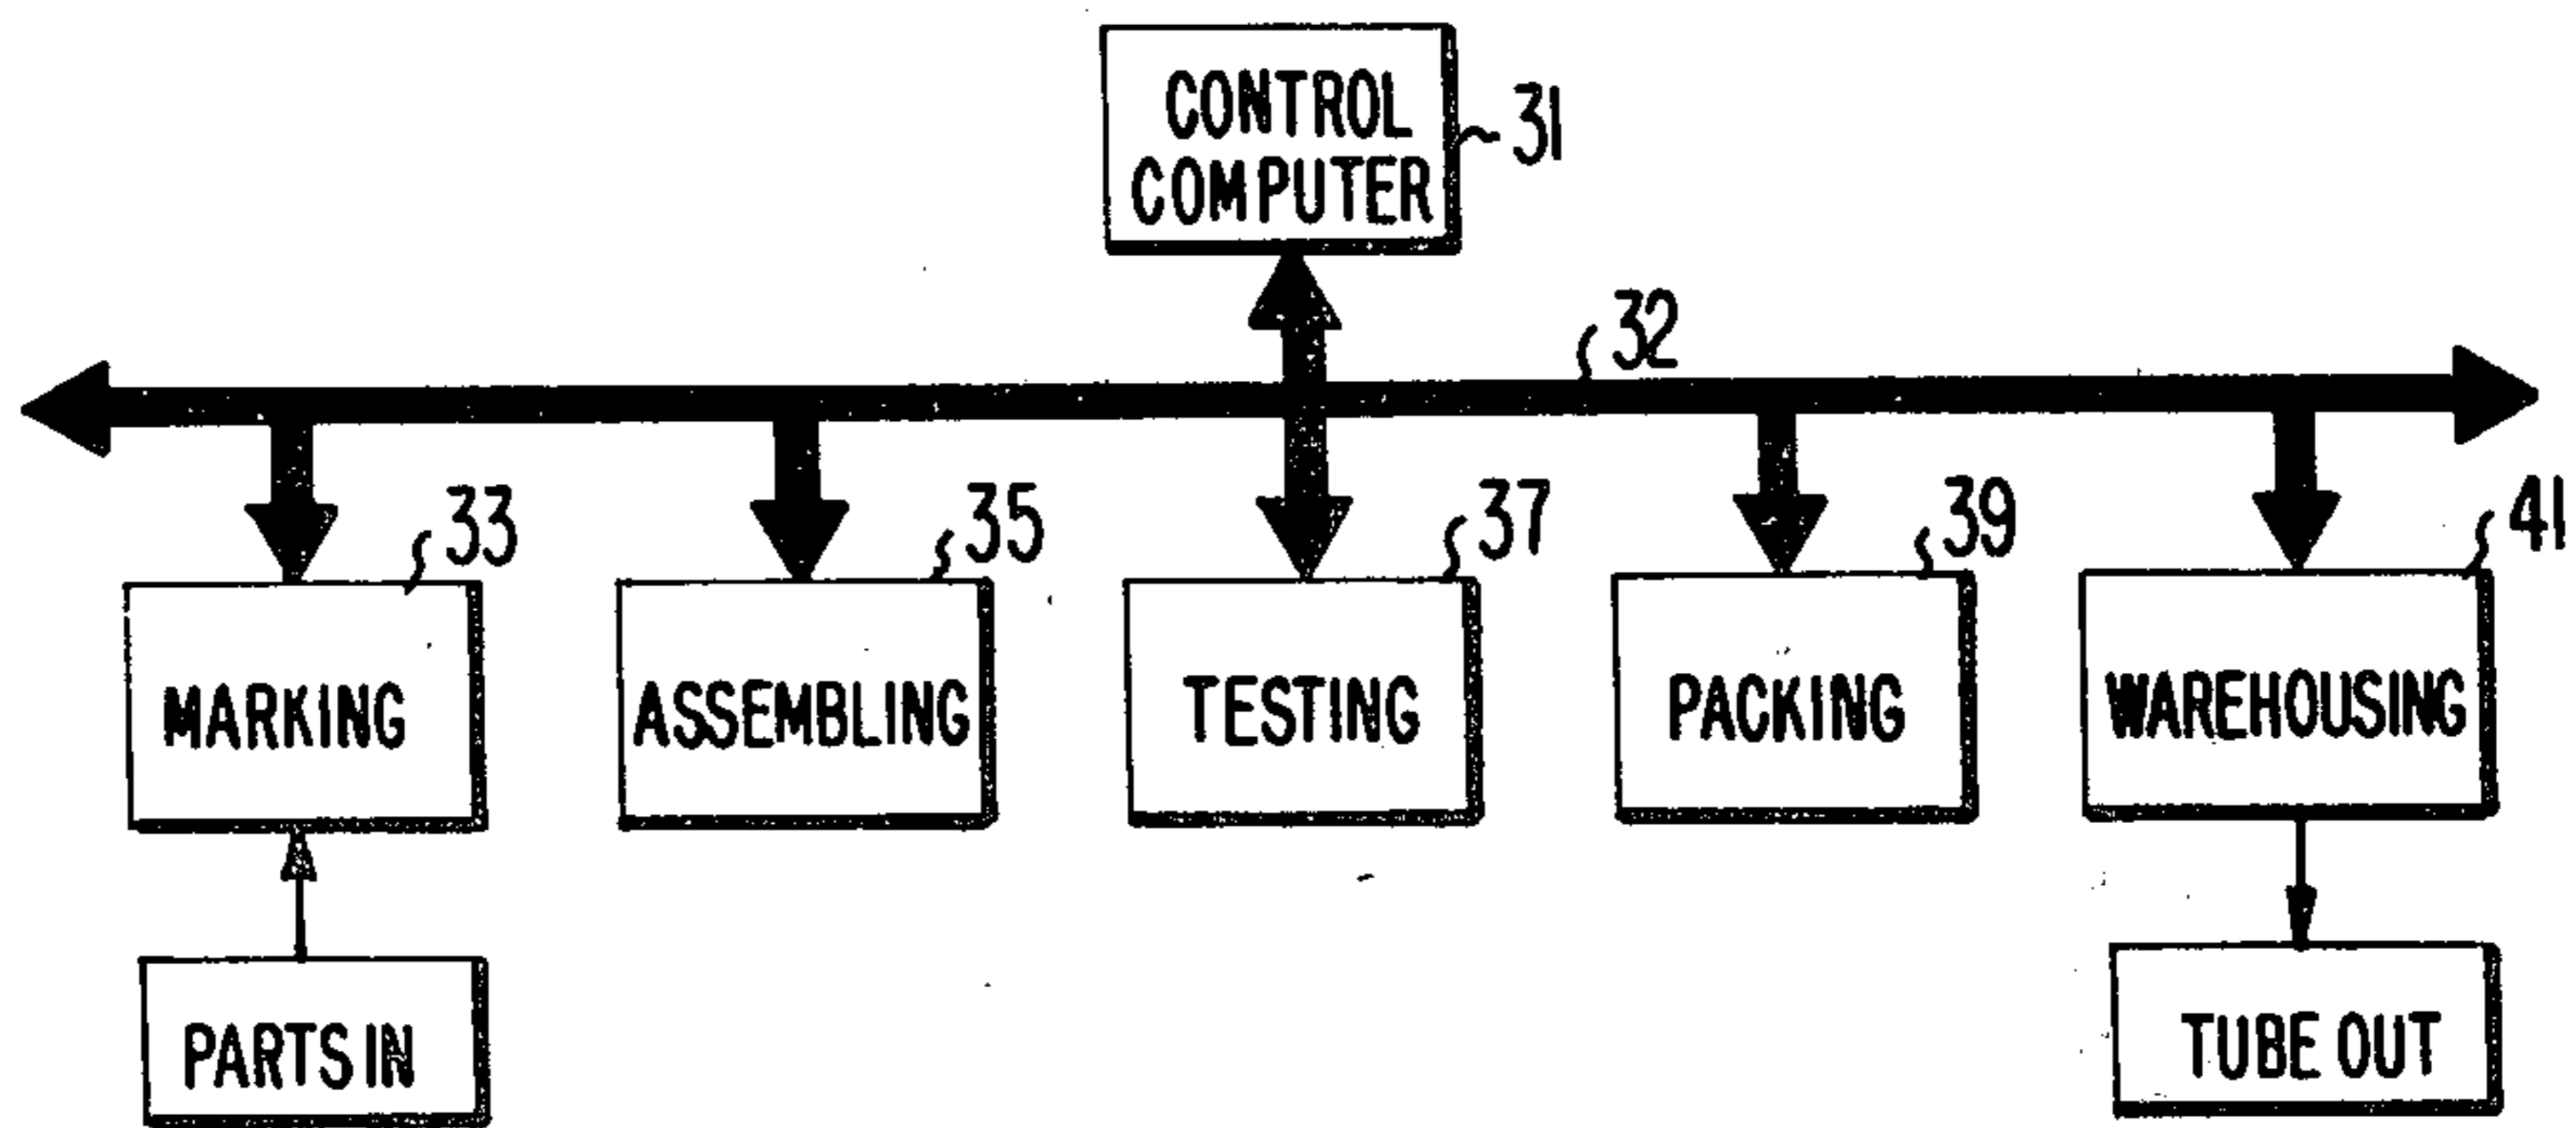 CONTROL
COMPUTER
31
32
33
35
37
39
41
MARKING
ASSEMBLING
TESTING
PACKING
WAREHOUSING
PARTS IN
TUBE OUT